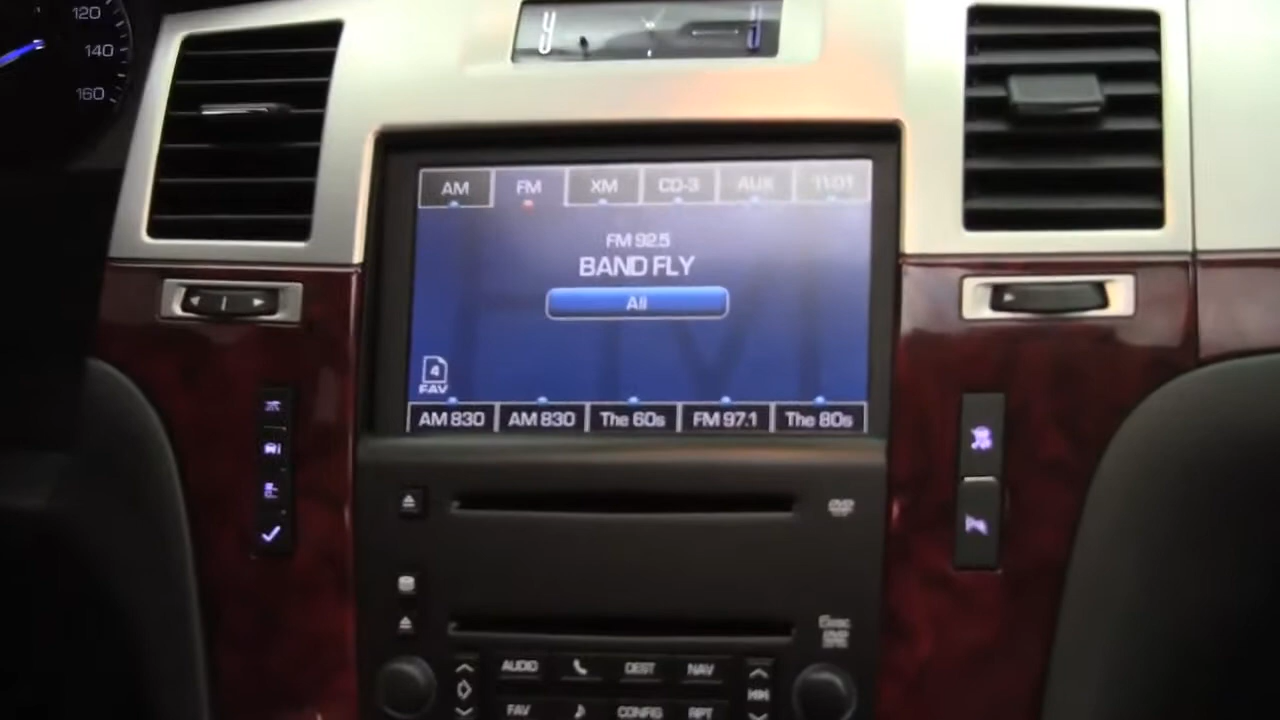 120
140
160
AM FM XM CD-3 AUX 11:01
FM 92.5
BAND FLY
All
4
FAV
AM 830 AM 830 The 60s FM 97.1 The 80s
DVD
AUDIO DEST NAV
FAV CONFIG RPT